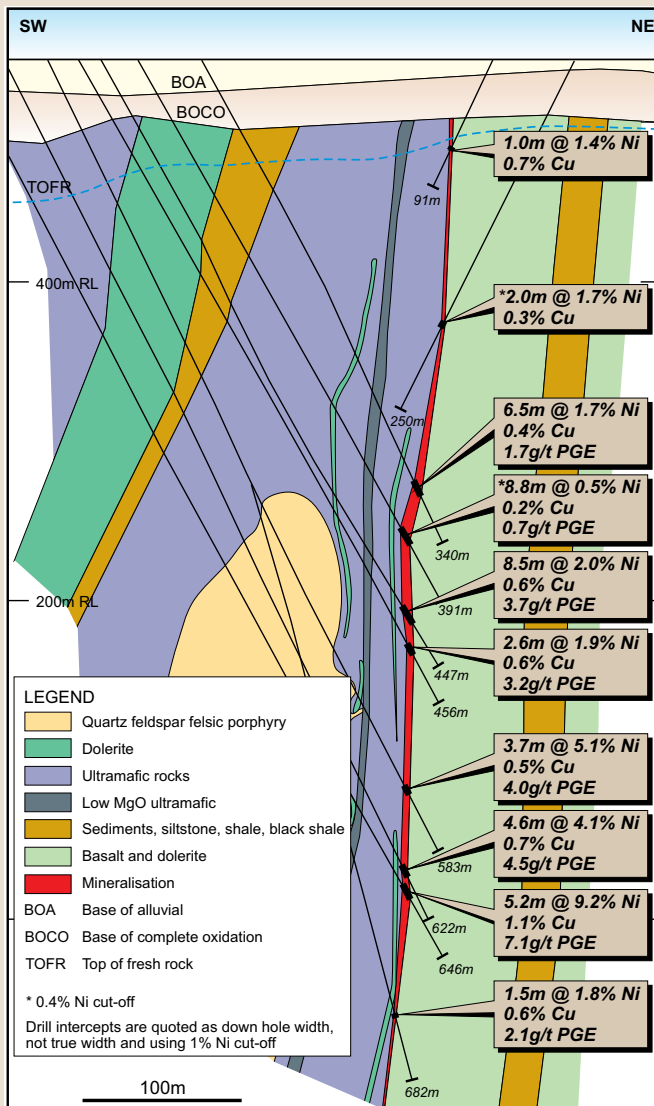 SW
NE
BOA
BOCO
TOFR
400m RL
200m RL
1.0m @ 1.4% Ni
0.7% Cu
91m
*2.0m @ 1.7% Ni
0.3% Cu
250m
6.5m @ 1.7% Ni
0.4% Cu
1.7g/t PGE
340m
*8.8m @ 0.5% Ni
0.2% Cu
0.7g/t PGE
391m
8.5m @ 2.0% Ni
0.6% Cu
3.7g/t PGE
447m
2.6m @ 1.9% Ni
0.6% Cu
3.2g/t PGE
456m
3.7m @ 5.1% Ni
0.5% Cu
4.0g/t PGE
583m
4.6m @ 4.1% Ni
0.7% Cu
4.5g/t PGE
622m
5.2m @ 9.2% Ni
1.1% Cu
7.1g/t PGE
646m
1.5m @ 1.8% Ni
0.6% Cu
2.1g/t PGE
682m
LEGEND
Quartz feldspar felsic porphyry
Dolerite
Ultramafic rocks
Low MgO ultramafic
Sediments, siltstone, shale, black shale
Basalt and dolerite
Mineralisation
BOA Base of alluvial
BOCO Base of complete oxidation
TOFR Top of fresh rock
* 0.4% Ni cut-off
Drill intercepts are quoted as down hole width,
not true width and using 1% Ni cut-off
100m